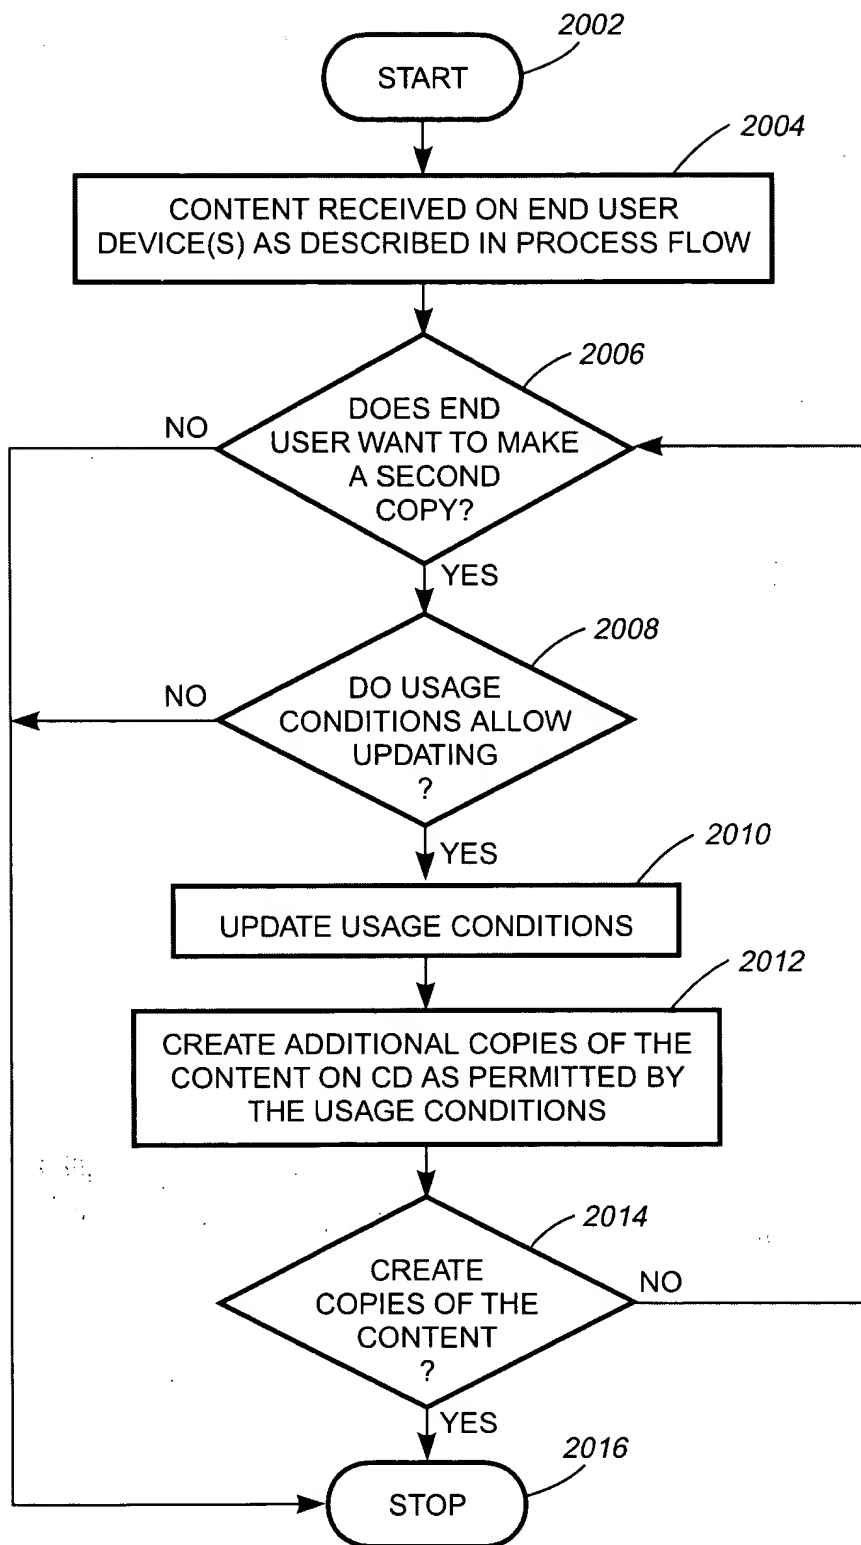 2002
START
2004
CONTENT RECEIVED ON END USER
DEVICE(S) AS DESCRIBED IN PROCESS FLOW
2006
DOES END
USER WANT TO MAKE
A SECOND
COPY?
NO
YES
2008
DO USAGE
CONDITIONS ALLOW
UPDATING
?
NO
YES
2010
UPDATE USAGE CONDITIONS
2012
CREATE ADDITIONAL COPIES OF THE
CONTENT ON CD AS PERMITTED BY
THE USAGE CONDITIONS
2014
CREATE
COPIES OF THE
CONTENT
?
NO
YES
2016
STOP